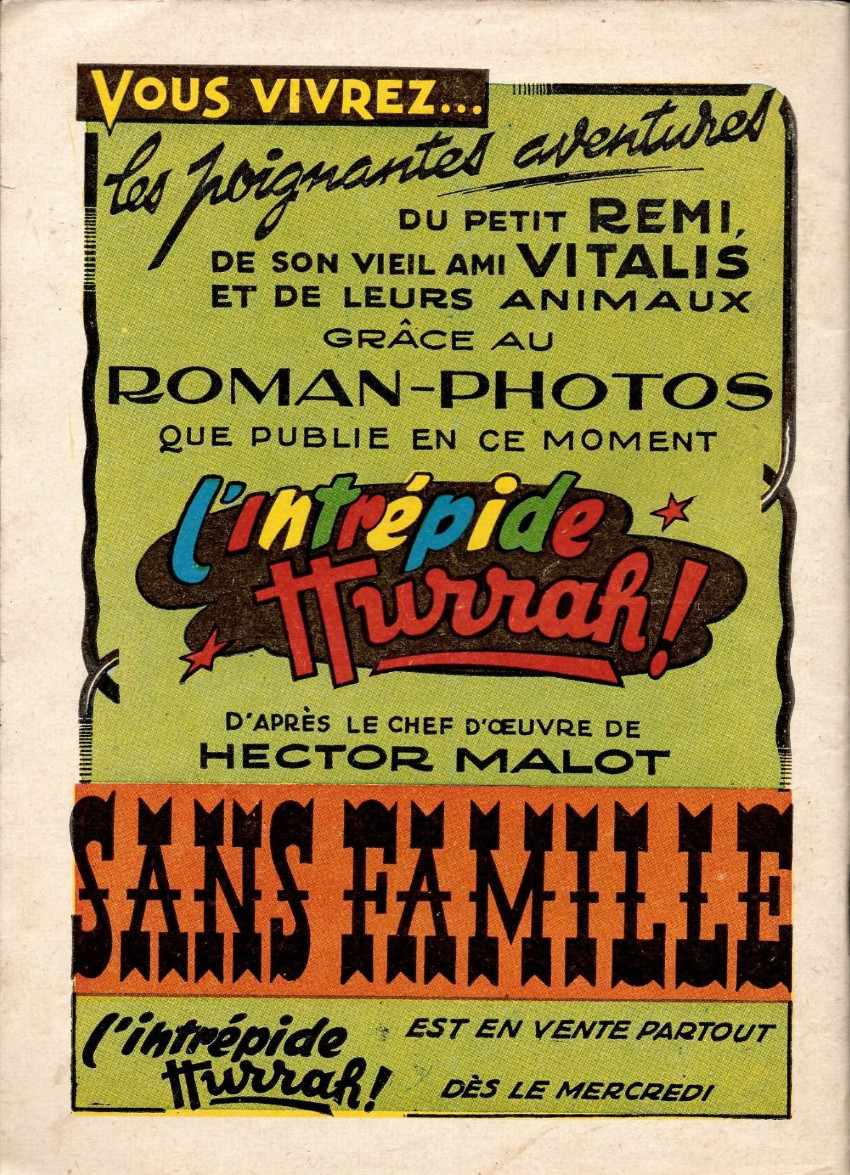 VOUS VIVREZ...
les poignantes aventures
DU PETIT REMI,
DE SON VIEIL AMI VITALIS
ET DE LEURS ANIMAUX
GRÂCE AU
ROMAN-PHOTOS
QUE PUBLIE EN CE MOMENT
l'intrépide
Hurrah!
D'APRÈS LE CHEF D'ŒUVRE DE
HECTOR MALOT
SANS FAMILLE
l'intrépide
Hurrah!
EST EN VENTE PARTOUT
DÈS LE MERCREDI